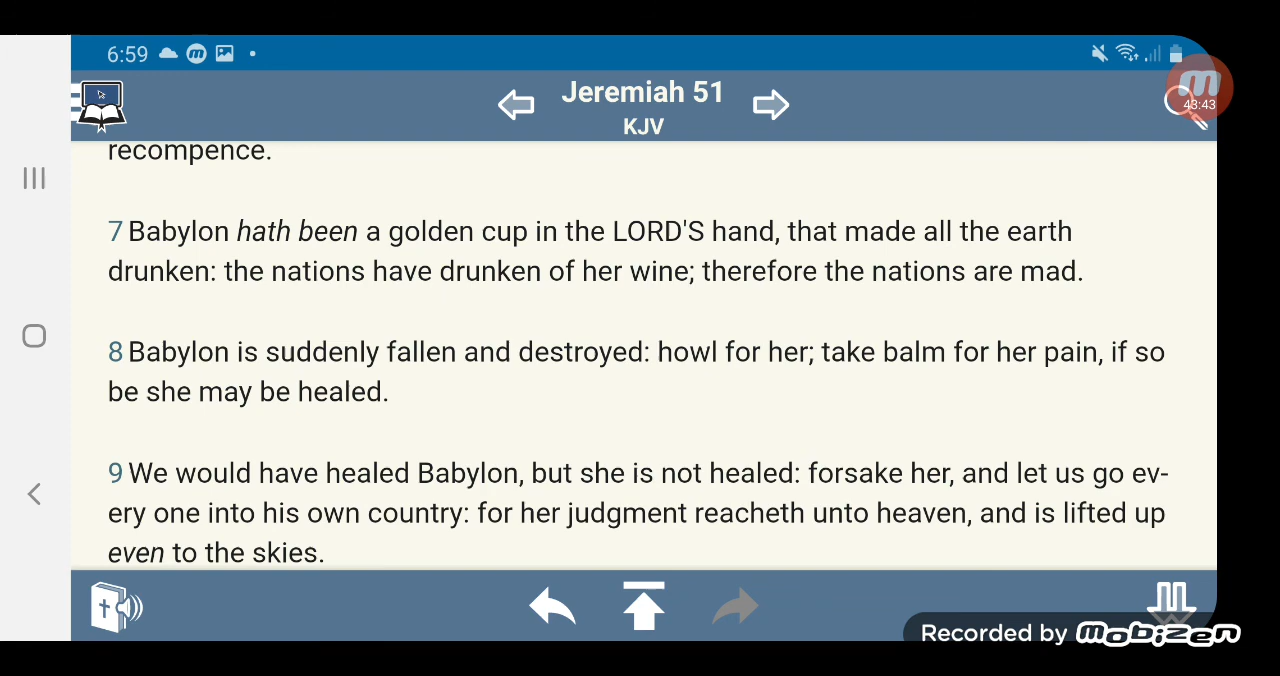 6:59
Jeremiah 51
KJV
43:43
recompence.
7 Babylon hath been a golden cup in the LORD'S hand, that made all the earth
drunken: the nations have drunken of her wine; therefore the nations are mad.
8 Babylon is suddenly fallen and destroyed: howl for her; take balm for her pain, if so
be she may be healed.
9 We would have healed Babylon, but she is not healed: forsake her, and let us go ev-
ery one into his own country: for her judgment reacheth unto heaven, and is lifted up
even to the skies.
Recorded by mobizen